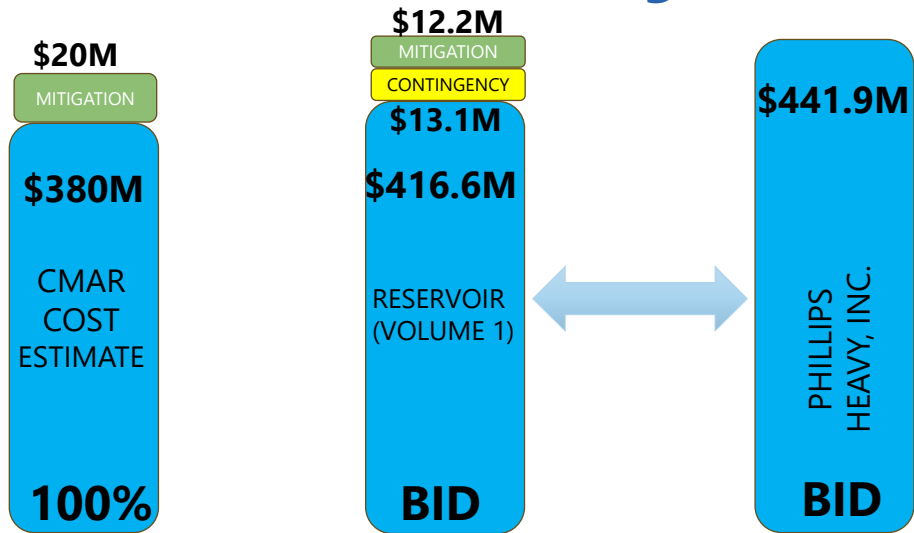 $20M
MITIGATION
$380M
CMAR
COST
ESTIMATE
100%
$12.2M
MITIGATION
CONTINGENCY
$13.1M
$416.6M
RESERVOIR
(VOLUME 1)
BID
$441.9M
PHILLIPS
HEAVY, INC.
BID